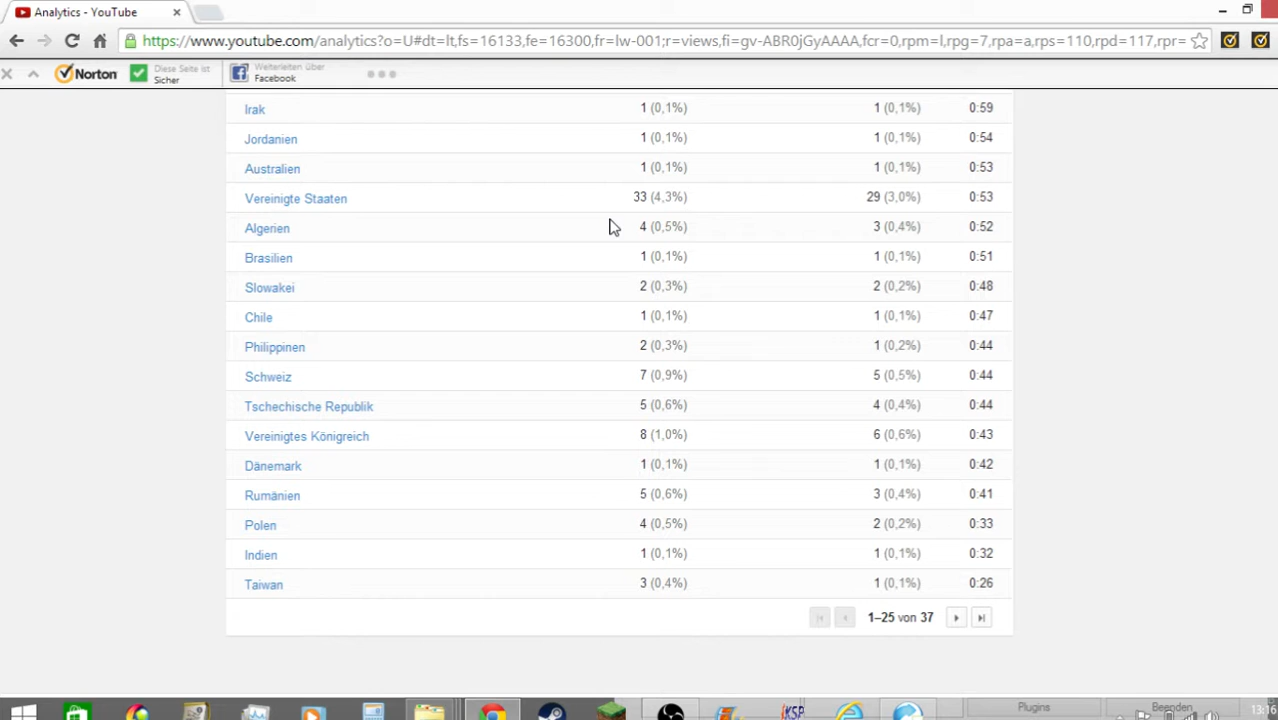 Analytics - YouTube
https://www.youtube.com/analytics?o=U#dt=lt,fs=16133,fe=16300,fr=lw-001;r=views,fi=gv-ABR0jGyAAAA,fcr=0,rpm=l,rpg=7,rpa=a,rps=110,rpd=117,rpr=
Norton Diese Seite ist Sicher Weiterleiten über Facebook
Irak 1 (0,1%) 1 (0,1%) 0:59
Jordanien 1 (0,1%) 1 (0,1%) 0:54
Australien 1 (0,1%) 1 (0,1%) 0:53
Vereinigte Staaten 33 (4,3%) 29 (3,0%) 0:53
Algerien 4 (0,5%) 3 (0,4%) 0:52
Brasilien 1 (0,1%) 1 (0,1%) 0:51
Slowakei 2 (0,3%) 2 (0,2%) 0:48
Chile 1 (0,1%) 1 (0,1%) 0:47
Philippinen 2 (0,3%) 1 (0,2%) 0:44
Schweiz 7 (0,9%) 5 (0,5%) 0:44
Tschechische Republik 5 (0,6%) 4 (0,4%) 0:44
Vereinigtes Königreich 8 (1,0%) 6 (0,6%) 0:43
Dänemark 1 (0,1%) 1 (0,1%) 0:42
Rumänien 5 (0,6%) 3 (0,4%) 0:41
Polen 4 (0,5%) 2 (0,2%) 0:33
Indien 1 (0,1%) 1 (0,1%) 0:32
Taiwan 3 (0,4%) 1 (0,1%) 0:26
1–25 von 37
KSP Plugins Beenden 13:16